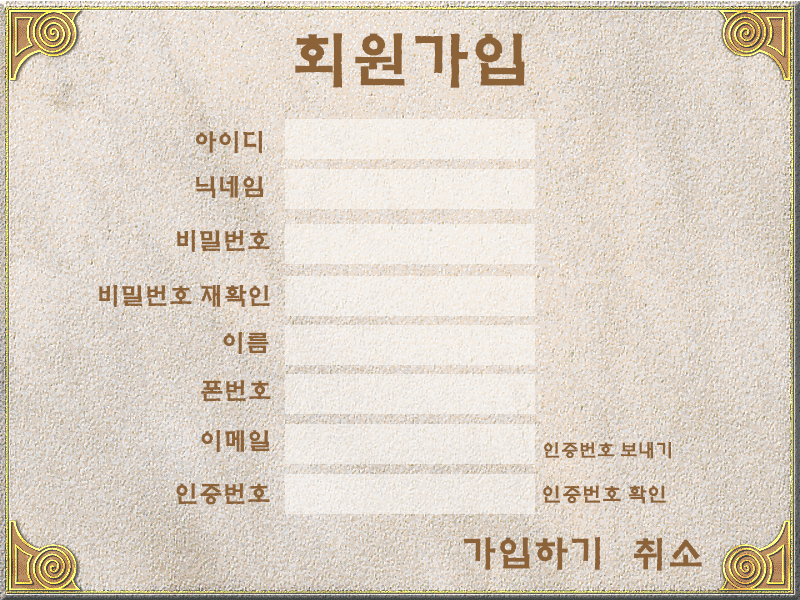 회원가입
아이디
닉네임
비밀번호
비밀번호 재확인
이름
폰번호
이메일
인증번호 보내기
인증번호
인증번호 확인
가입하기 취소